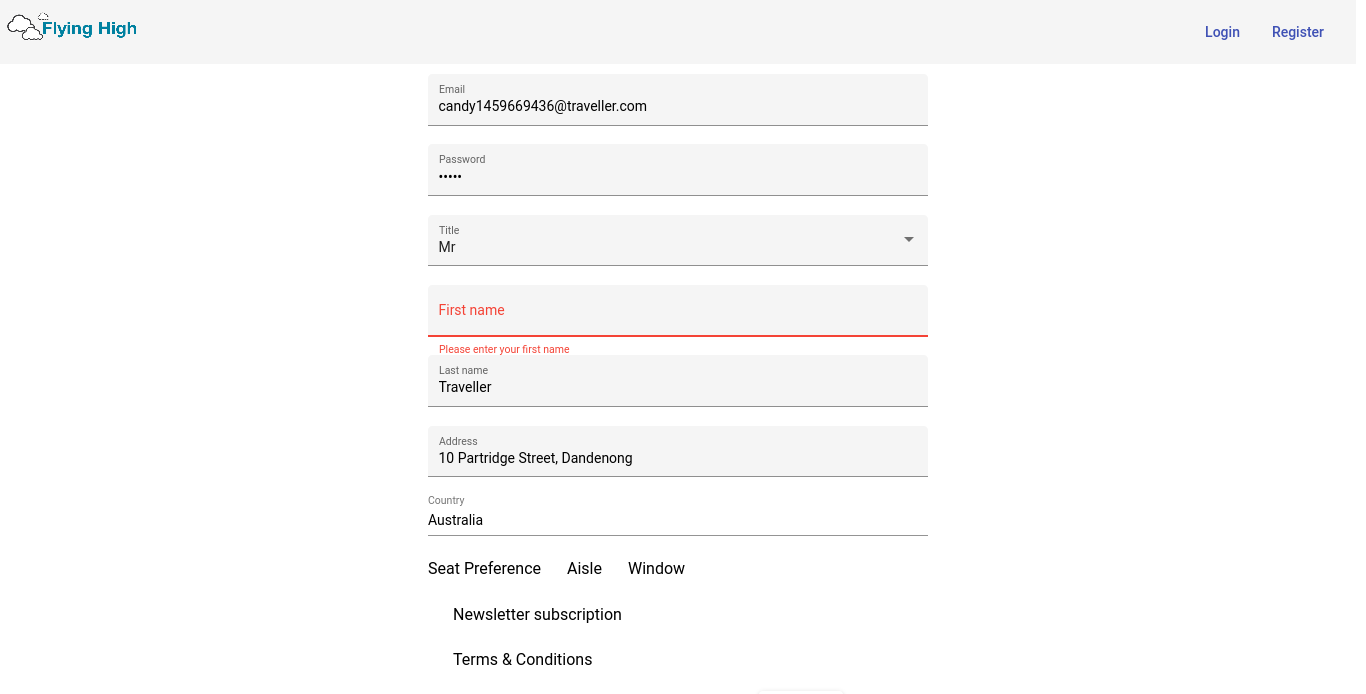 Flying High
Login Register
Email
candy1459669436@traveller.com
Password
•••••
Title
Mr
First name
Please enter your first name
Last name
Traveller
Address
10 Partridge Street, Dandenong
Country
Australia
Seat Preference Aisle Window
Newsletter subscription
Terms & Conditions